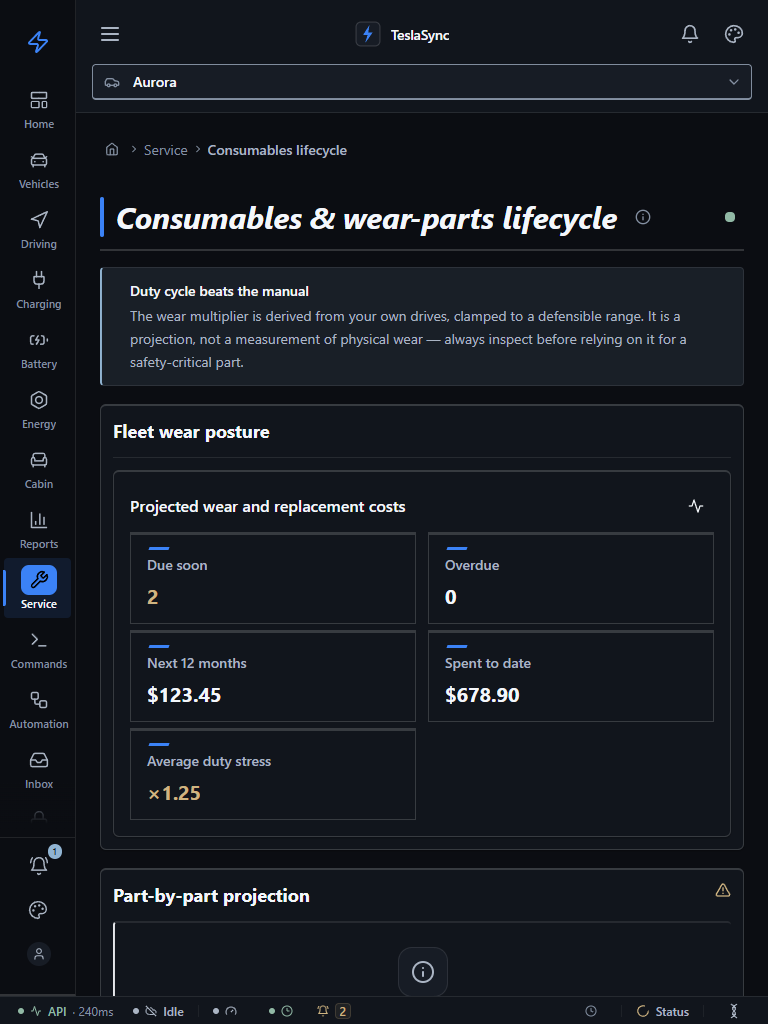 TeslaSync
Aurora
Home
Vehicles
Driving
Charging
Battery
Energy
Cabin
Reports
Service
Commands
Automation
Inbox
1
Service
Consumables lifecycle
Consumables & wear-parts lifecycle
Duty cycle beats the manual
The wear multiplier is derived from your own drives, clamped to a defensible range. It is a
projection, not a measurement of physical wear — always inspect before relying on it for a
safety-critical part.
Fleet wear posture
Projected wear and replacement costs
Due soon
2
Overdue
0
Next 12 months
$123.45
Spent to date
$678.90
Average duty stress
×1.25
Part-by-part projection
API · 240ms
Idle
2
Status